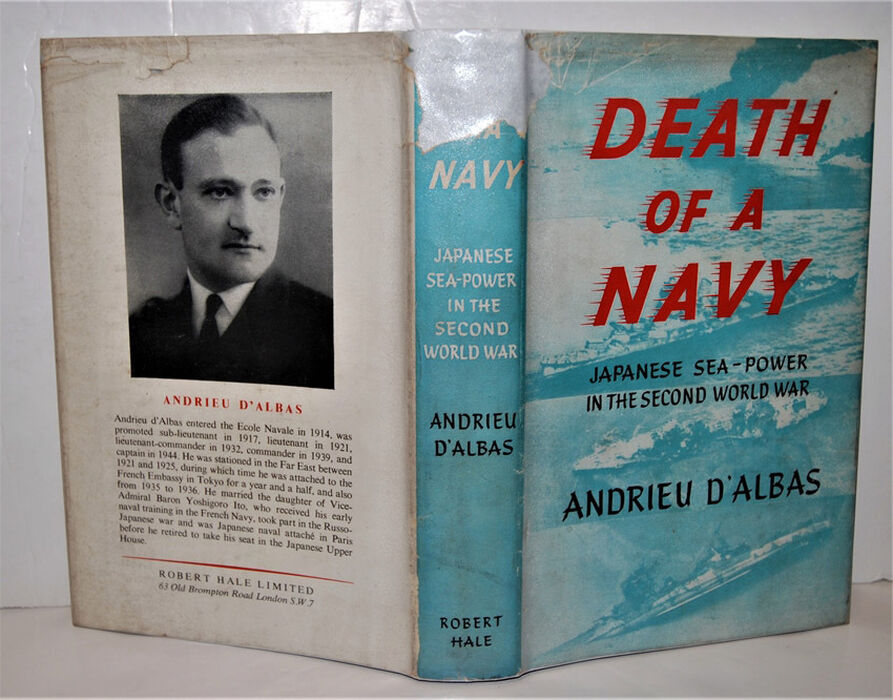 ANDRIEU D'ALBAS
Andrieu d'Albas entered the Ecole Navale in 1914, was
promoted sub-lieutenant in 1917, lieutenant in 1921,
lieutenant-commander in 1932, commander in 1939, and
captain in 1944. He was stationed in the Far East between
1921 and 1925, during which time he was attached to the
French Embassy in Tokyo for a year and a half, and also
from 1935 to 1936. He married the daughter of Vice-
Admiral Baron Yoshigoro Ito, who received his early
naval training in the French Navy, took part in the Russo-
Japanese war and was Japanese naval attaché in Paris
before he retired to take his seat in the Japanese Upper
House.
ROBERT HALE LIMITED
63 Old Brompton Road London S.W 7
A
NAVY
JAPANESE
SEA-POWER
IN THE
SECOND
WORLD WAR
ANDRIEU
D'ALBAS
ROBERT
HALE
DEATH
OF A
NAVY
JAPANESE SEA-POWER
IN THE SECOND WORLD WAR
ANDRIEU D'ALBAS